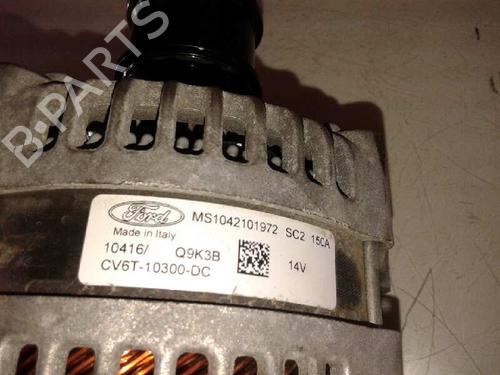 B-PARTS
Ford
MS1042101972 SC2 150A
Made in Italy
10416/ Q9K3B
14V
CV6T-10300-DC